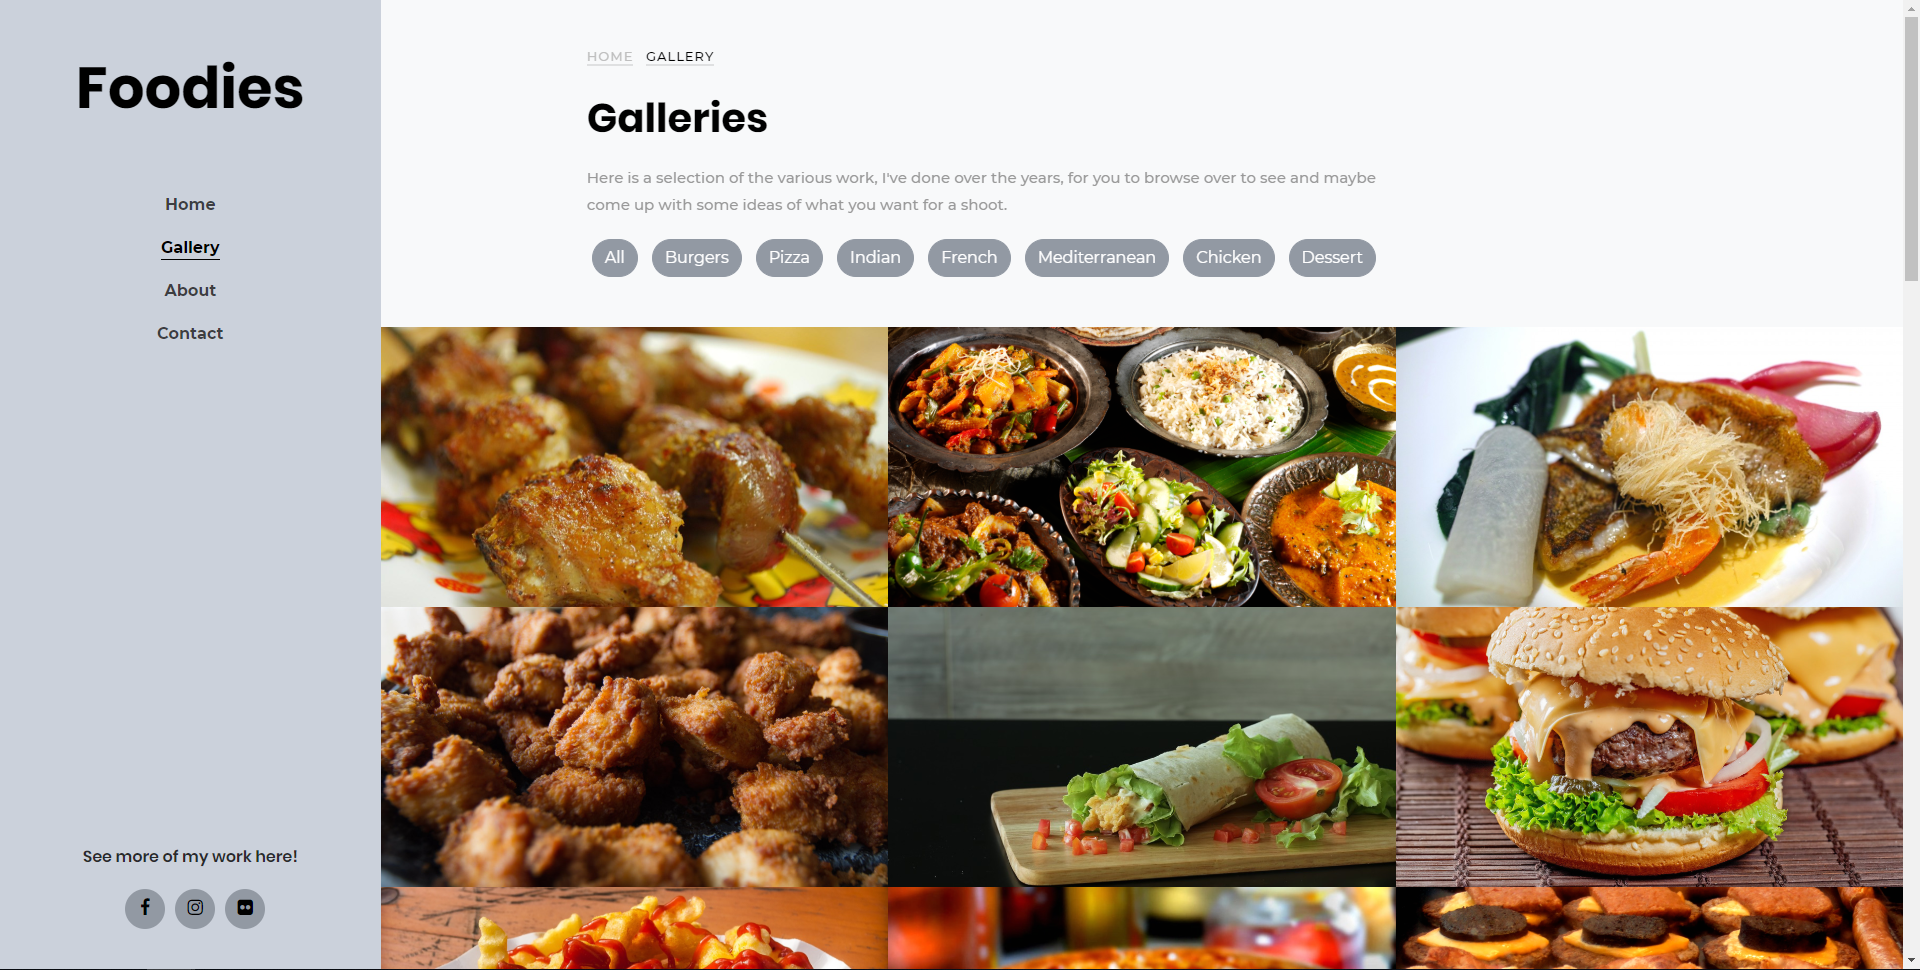 Foodies
Home
Gallery
About
Contact
See more of my work here!
HOME GALLERY
Galleries
Here is a selection of the various work, I've done over the years, for you to browse over to see and maybe
come up with some ideas of what you want for a shoot.
All Burgers Pizza Indian French Mediterranean Chicken Dessert